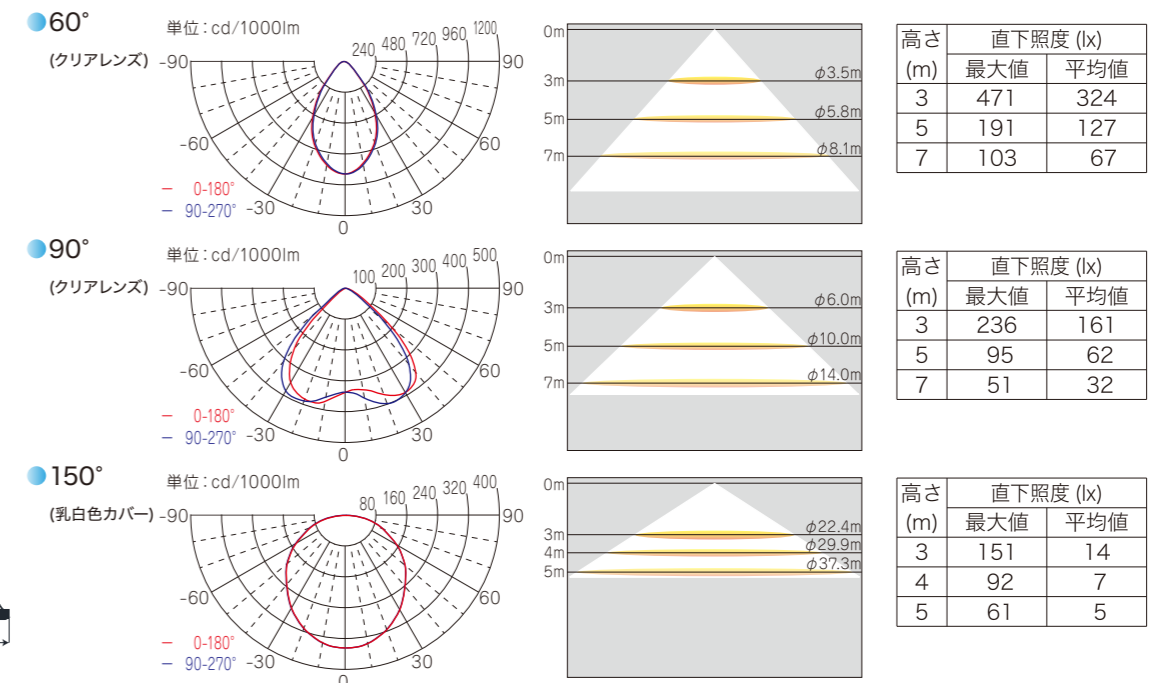 60°
(クリアレンズ)
単位：cd/1000lm
240 480 720 960 1200
-90 90
-60 60
-30 30
0
0-180°
90-270°
0m
3m φ3.5m
5m φ5.8m
7m φ8.1m
高さ 直下照度 (lx)
(m) 最大値 平均値
3 471 324
5 191 127
7 103 67
90°
(クリアレンズ)
単位：cd/1000lm
100 200 300 400 500
-90 90
-60 60
-30 30
0
0-180°
90-270°
0m
3m φ6.0m
5m φ10.0m
7m φ14.0m
高さ 直下照度 (lx)
(m) 最大値 平均値
3 236 161
5 95 62
7 51 32
150°
(乳白色カバー)
単位：cd/1000lm
80 160 240 320 400
-90 90
-60 60
-30 30
0
0-180°
90-270°
0m
3m φ22.4m
4m φ29.9m
5m φ37.3m
高さ 直下照度 (lx)
(m) 最大値 平均値
3 151 14
4 92 7
5 61 5